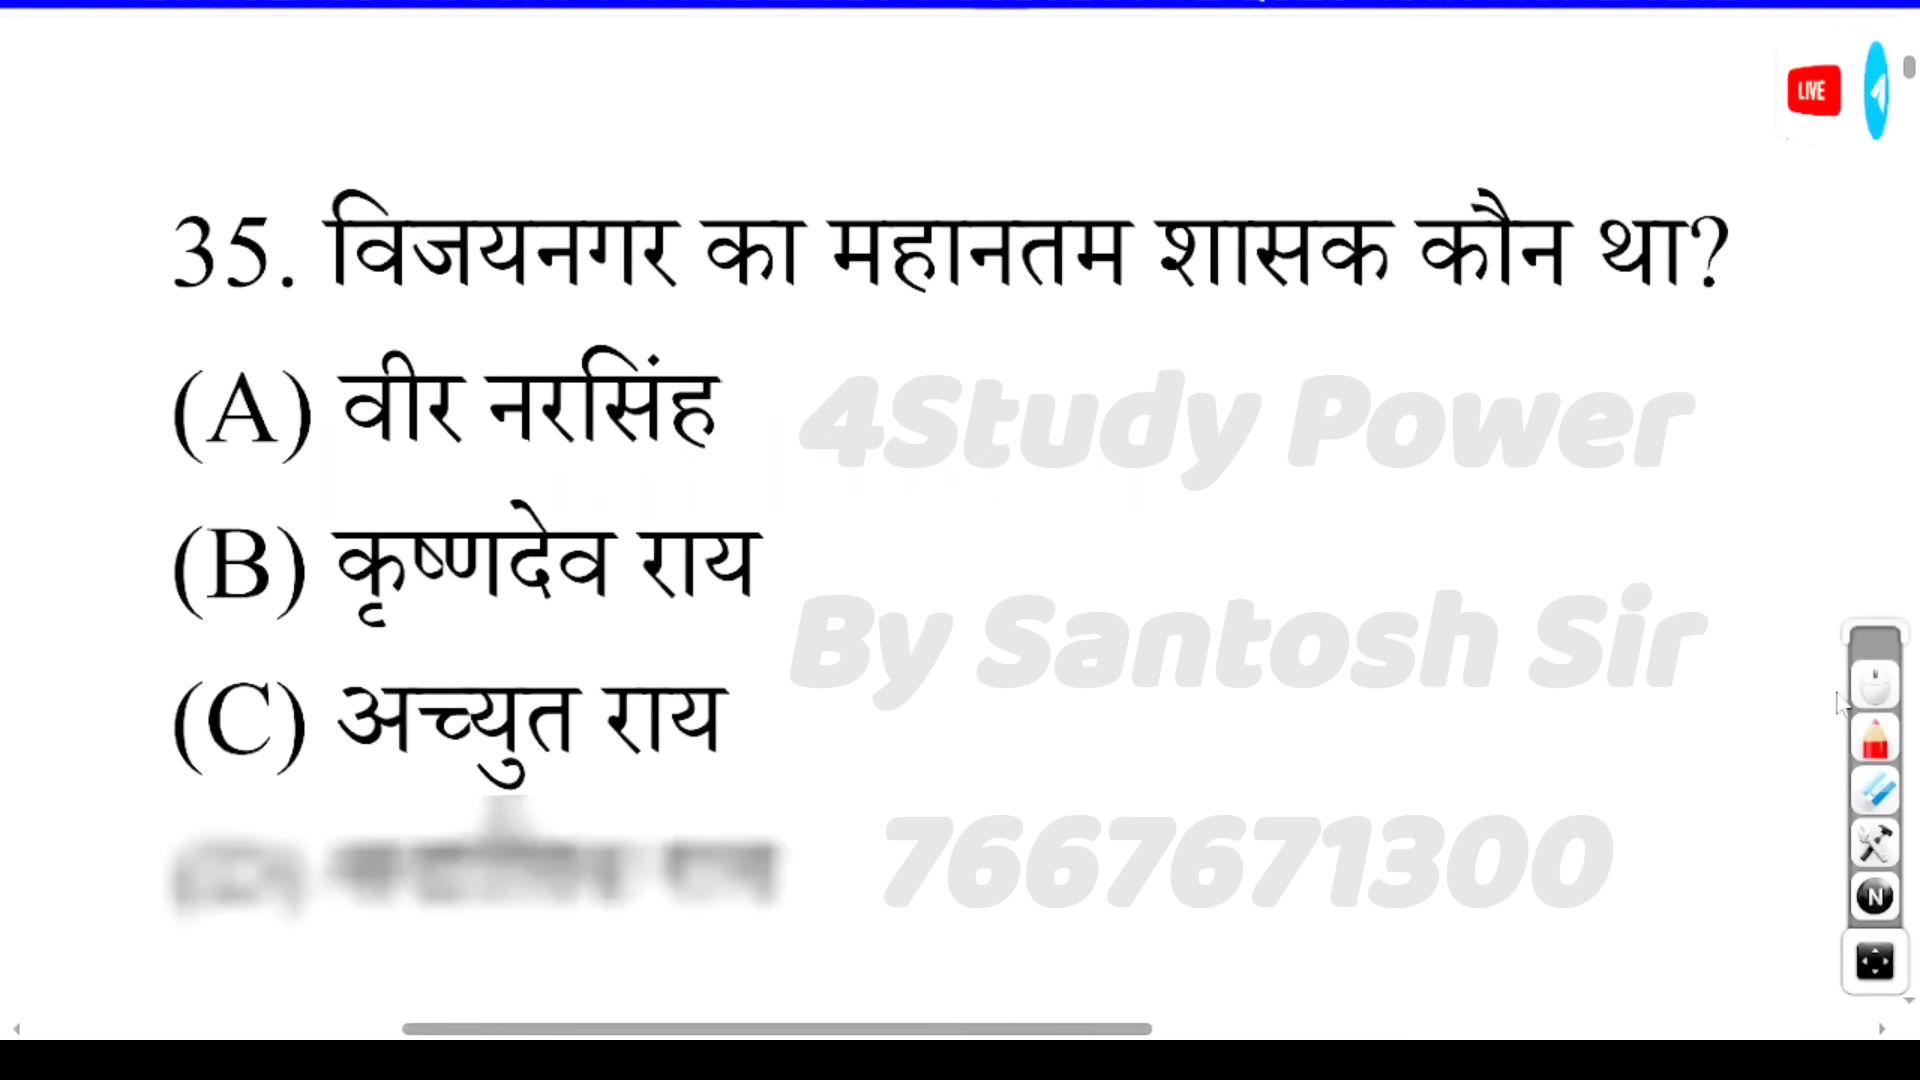 LIVE
35. विजयनगर का महानतम शासक कौन था?
(A) वीर नरसिंह
(B) कृष्णदेव राय
(C) अच्युत राय
4Study Power
By Santosh Sir
7667671300
N